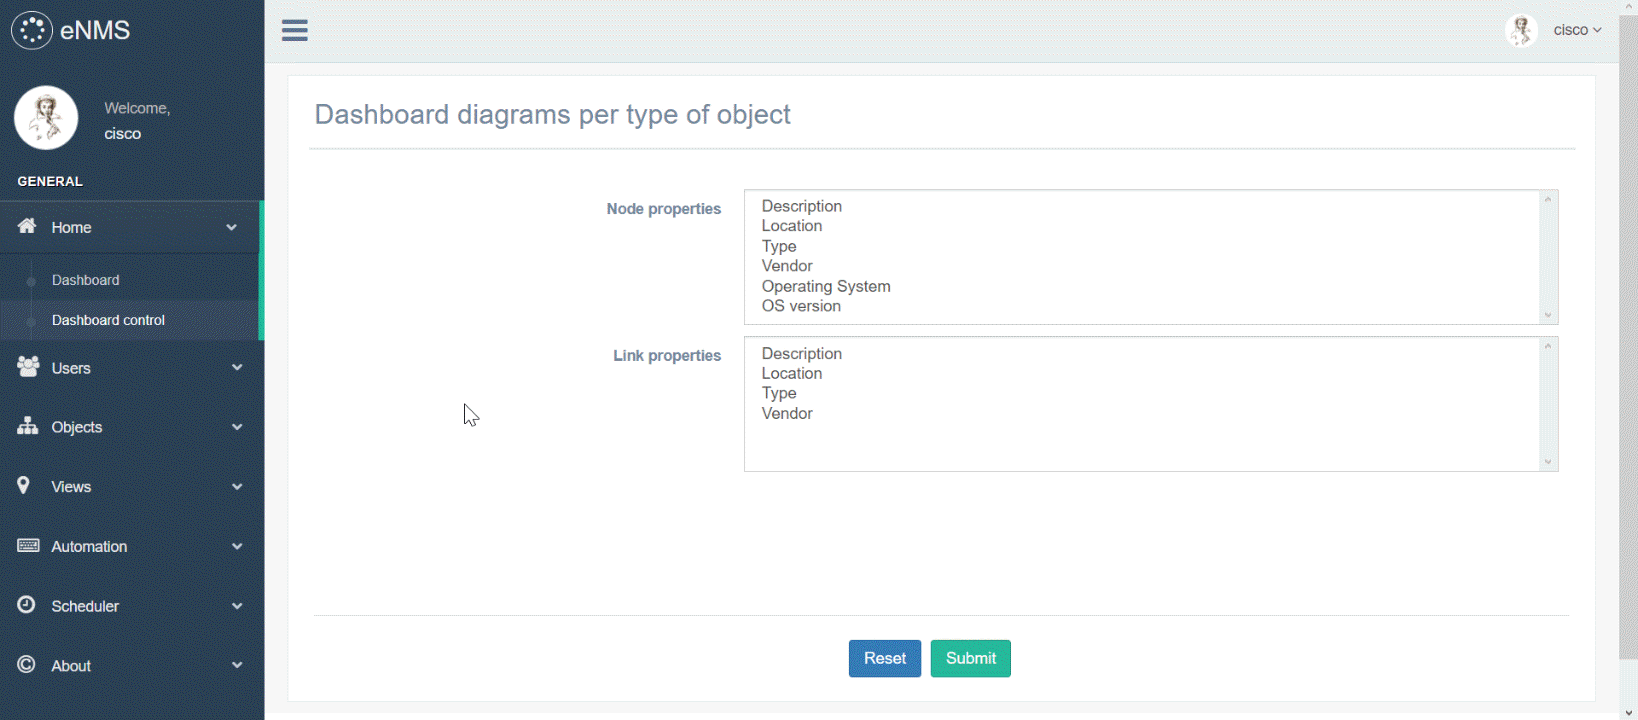 eNMS
cisco
Welcome,
cisco
GENERAL
Home
Dashboard
Dashboard control
Users
Objects
Views
Automation
Scheduler
About
Dashboard diagrams per type of object
Node properties
Description
Location
Type
Vendor
Operating System
OS version
Link properties
Description
Location
Type
Vendor
Reset
Submit